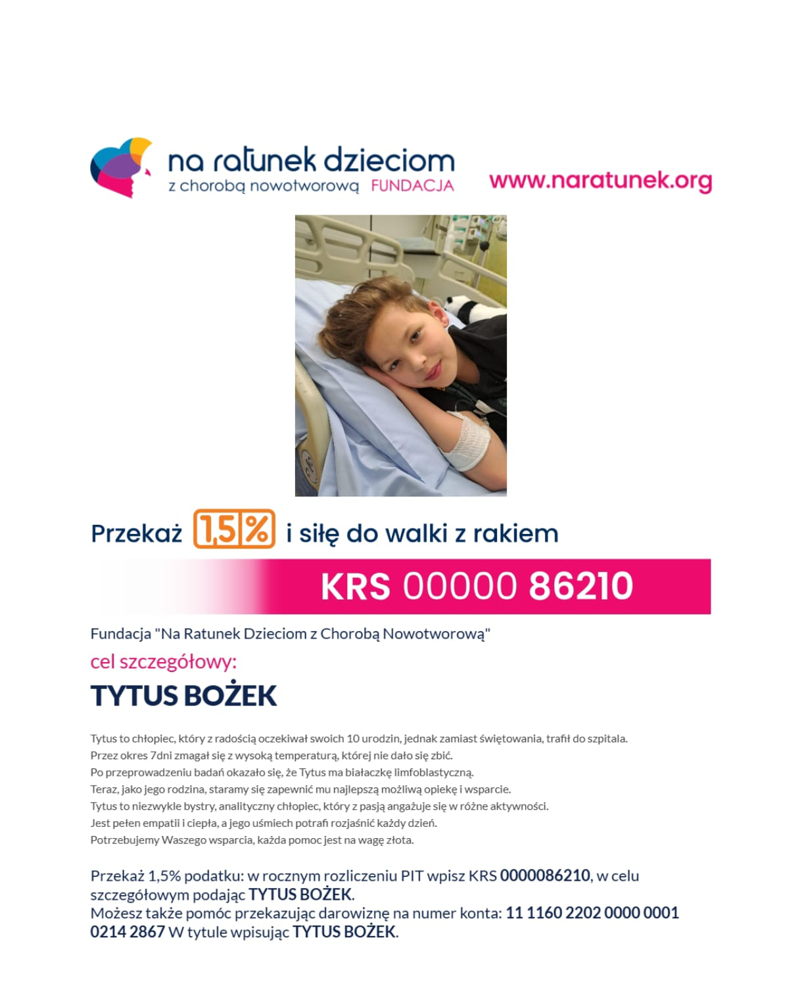 na ratunek dzieciom
z chorobą nowotworową FUNDACJA
www.naratunek.org
Przekaż 1,5% i siłę do walki z rakiem
KRS 00000 86210
Fundacja "Na Ratunek Dzieciom z Chorobą Nowotworową"
cel szczegółowy:
TYTUS BOŻEK
Tytus to chłopiec, który z radością oczekiwał swoich 10 urodzin, jednak zamiast świętowania, trafił do szpitala.
Przez okres 7dni zmagał się z wysoką temperaturą, której nie dało się zbić.
Po przeprowadzeniu badań okazało się, że Tytus ma białaczkę limfoblastyczną.
Teraz, jako jego rodzina, staramy się zapewnić mu najlepszą możliwą opiekę i wsparcie.
Tytus to niezwykle bystry, analityczny chłopiec, który z pasją angażuje się w różne aktywności.
Jest pełen empatii i ciepła, a jego uśmiech potrafi rozjaśnić każdy dzień.
Potrzebujemy Waszego wsparcia, każda pomoc jest na wagę złota.
Przekaż 1,5% podatku: w rocznym rozliczeniu PIT wpisz KRS 0000086210, w celu
szczegółowym podając TYTUS BOŻEK.
Możesz także pomóc przekazując darowiznę na numer konta: 11 1160 2202 0000 0001
0214 2867 W tytule wpisując TYTUS BOŻEK.